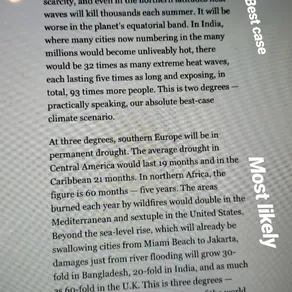 scarcity, and even in the northern latitudes heat
waves will kill thousands each summer. It will be
worse in the planet's equatorial band. In India,
where many cities now numbering in the many
millions would become unliveably hot, there
would be 32 times as many extreme heat waves,
each lasting five times as long and exposing, in
total, 93 times more people. This is two degrees —
practically speaking, our absolute best-case
climate scenario.
At three degrees, southern Europe will be in
permanent drought. The average drought in
Central America would last 19 months and in the
Caribbean 21 months. In northern Africa, the
figure is 60 months — five years. The areas
burned each year by wildfires would double in the
Mediterranean and sextuple in the United States.
Beyond the sea-level rise, which will already be
swallowing cities from Miami Beach to Jakarta,
damages just from river flooding will grow 30-
fold in Bangladesh, 20-fold in India, and as much
as 60-fold in the U.K. This is three degrees —
of the world
Best case
Most likely